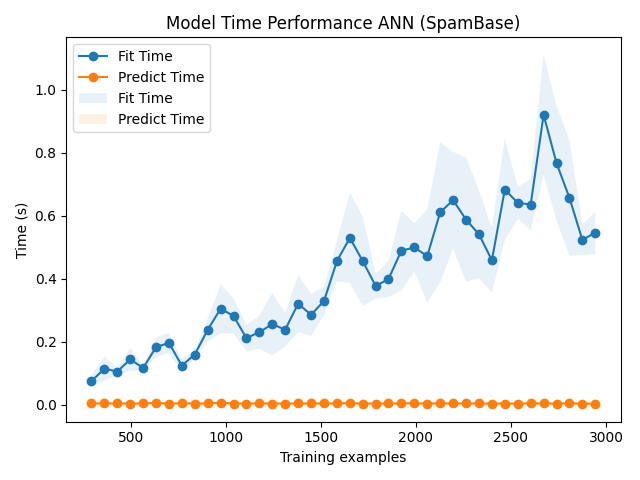 Model Time Performance ANN (SpamBase)
Fit Time
Predict Time
Fit Time
Predict Time
1.0
0.8
0.6
0.4
0.2
0.0
Time (s)
500 1000 1500 2000 2500 3000
Training examples